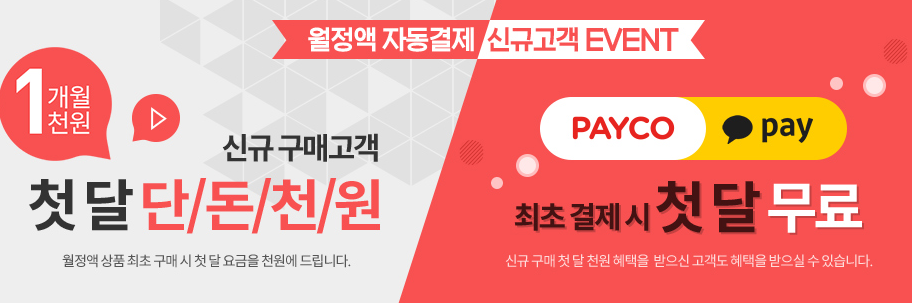 월정액 자동결제 신규고객 EVENT
1개월
천원
신규 구매고객
첫 달 단/돈/천/원
월정액 상품 최초 구매 시 첫 달 요금을 천원에 드립니다.
PAYCO pay
최초 결제 시 첫 달 무료
신규 구매 첫 달 천원 혜택을 받으신 고객도 혜택을 받으실 수 있습니다.